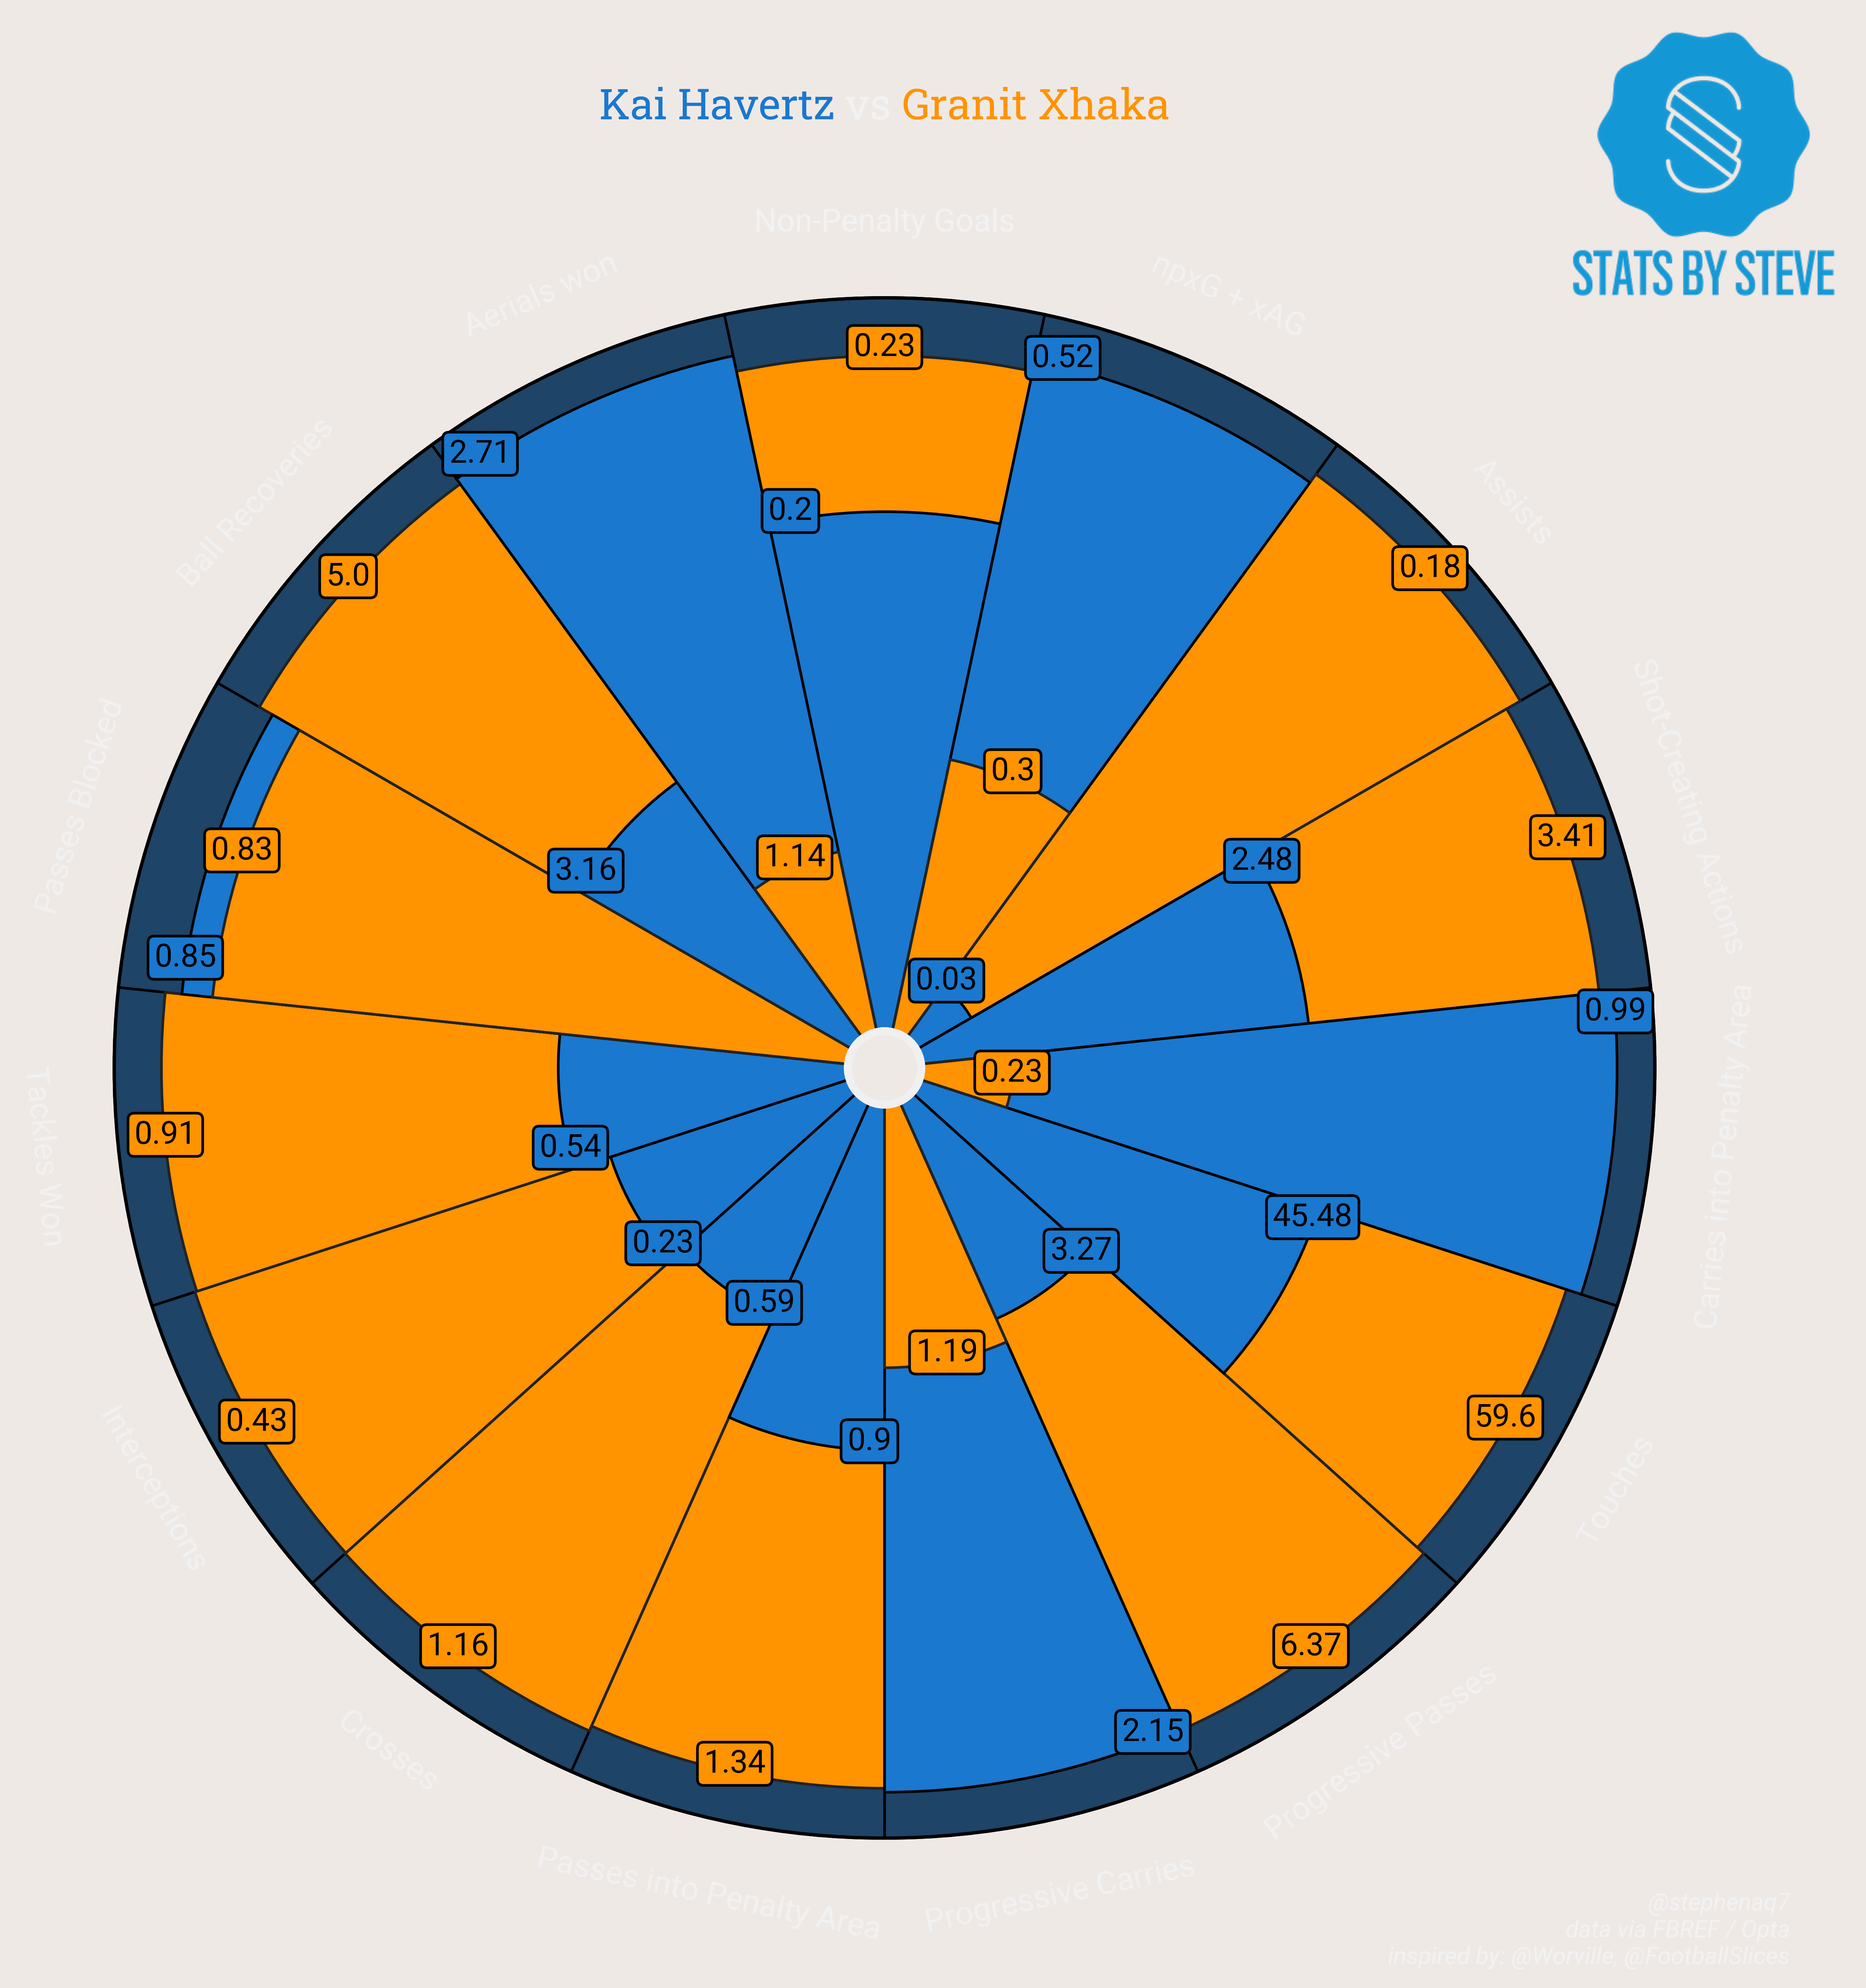 Kai Havertz vs Granit Xhaka
STATS BY STEVE
Non-Penalty Goals
0.23
0.2
npxG + xAG
0.52
0.3
Assists
0.18
0.03
Shot-Creating Actions
3.41
2.48
Carries into Penalty Area
0.99
0.23
Touches
45.48
59.6
Progressive Passes
3.27
6.37
Progressive Carries
1.19
2.15
Passes into Penalty Area
0.9
1.34
Crosses
0.59
1.16
Interceptions
0.23
0.43
Tackles Won
0.54
0.91
Passes Blocked
0.83
0.85
Ball Recoveries
5.0
3.16
Aerials won
2.71
1.14
@stephenaq7
data via FBREF / Opta
inspired by: @Worville, @FootballSlices